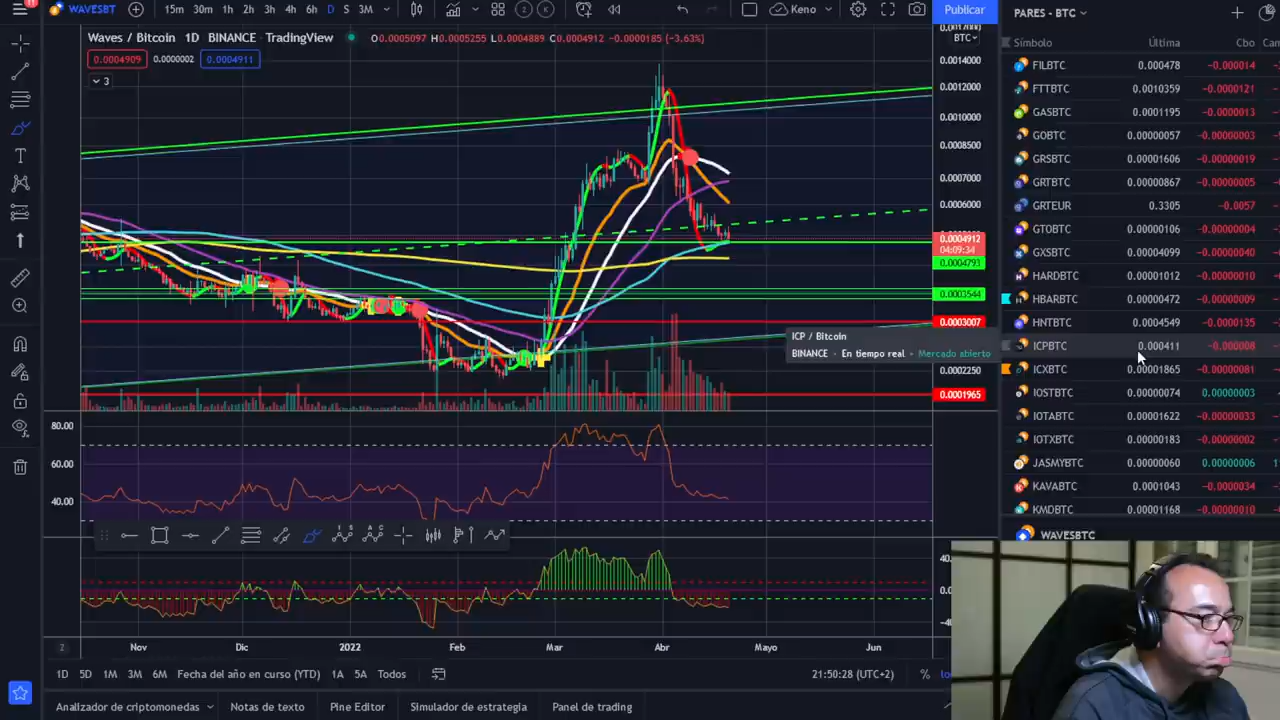 11
WAVESBT
15m 30m 1h 2h 3h 4h 6h D S 3M
2 K
Keno
Publicar
Waves / Bitcoin 1D BINANCE TradingView
O0.0005097 H0.0005255 L0.0004889 C0.0004912 -0.0000185 (-3.63%)
0.0004909
0.0000002
0.0004911
3
BTC
0.0014000
0.0012000
0.0010000
0.0008500
0.0007000
0.0006000
0.0004912
04:09:34
0.0004793
0.0003544
0.0003007
0.0002250
0.0001965
ICP / Bitcoin
BINANCE · En tiempo real · Mercado abierto
80.00
60.00
40.00
Nov Dic 2022 Feb Mar Abr Mayo Jun
1D 5D 1M 3M 6M Fecha del año en curso (YTD) 1A 5A Todos
21:50:28 (UTC+2)
%
Analizador de criptomonedas Notas de texto Pine Editor Simulador de estrategia Panel de trading
PARES - BTC
Símbolo Última Cbo
FILBTC 0.000478 -0.000014
FTTBTC 0.0010359 -0.0000121
GASBTC 0.0001195 -0.0000013
GOBTC 0.00000057 -0.00000003
GRSBTC 0.00001606 -0.00000019
GRTBTC 0.00000867 -0.00000005
GRTEUR 0.3305 -0.0057
GTOBTC 0.00000106 -0.00000006
GXSBTC 0.00004099 -0.00000041
HARDBTC 0.00001012 -0.00000010
HBARBTC 0.00000472 -0.00000009
HNTBTC 0.0004549 -0.0000135
ICPBTC 0.000411 -0.000008
ICXBTC 0.00001865 -0.00000081
IOSTBTC 0.00000074 0.00000003
IOTABTC 0.00001622 -0.00000033
IOTXBTC 0.00000183 -0.00000002
JASMYBTC 0.00000060 0.00000006
KAVABTC 0.0001043 -0.0000034
KMDBTC 0.00001168 -0.00000010
WAVESBTC